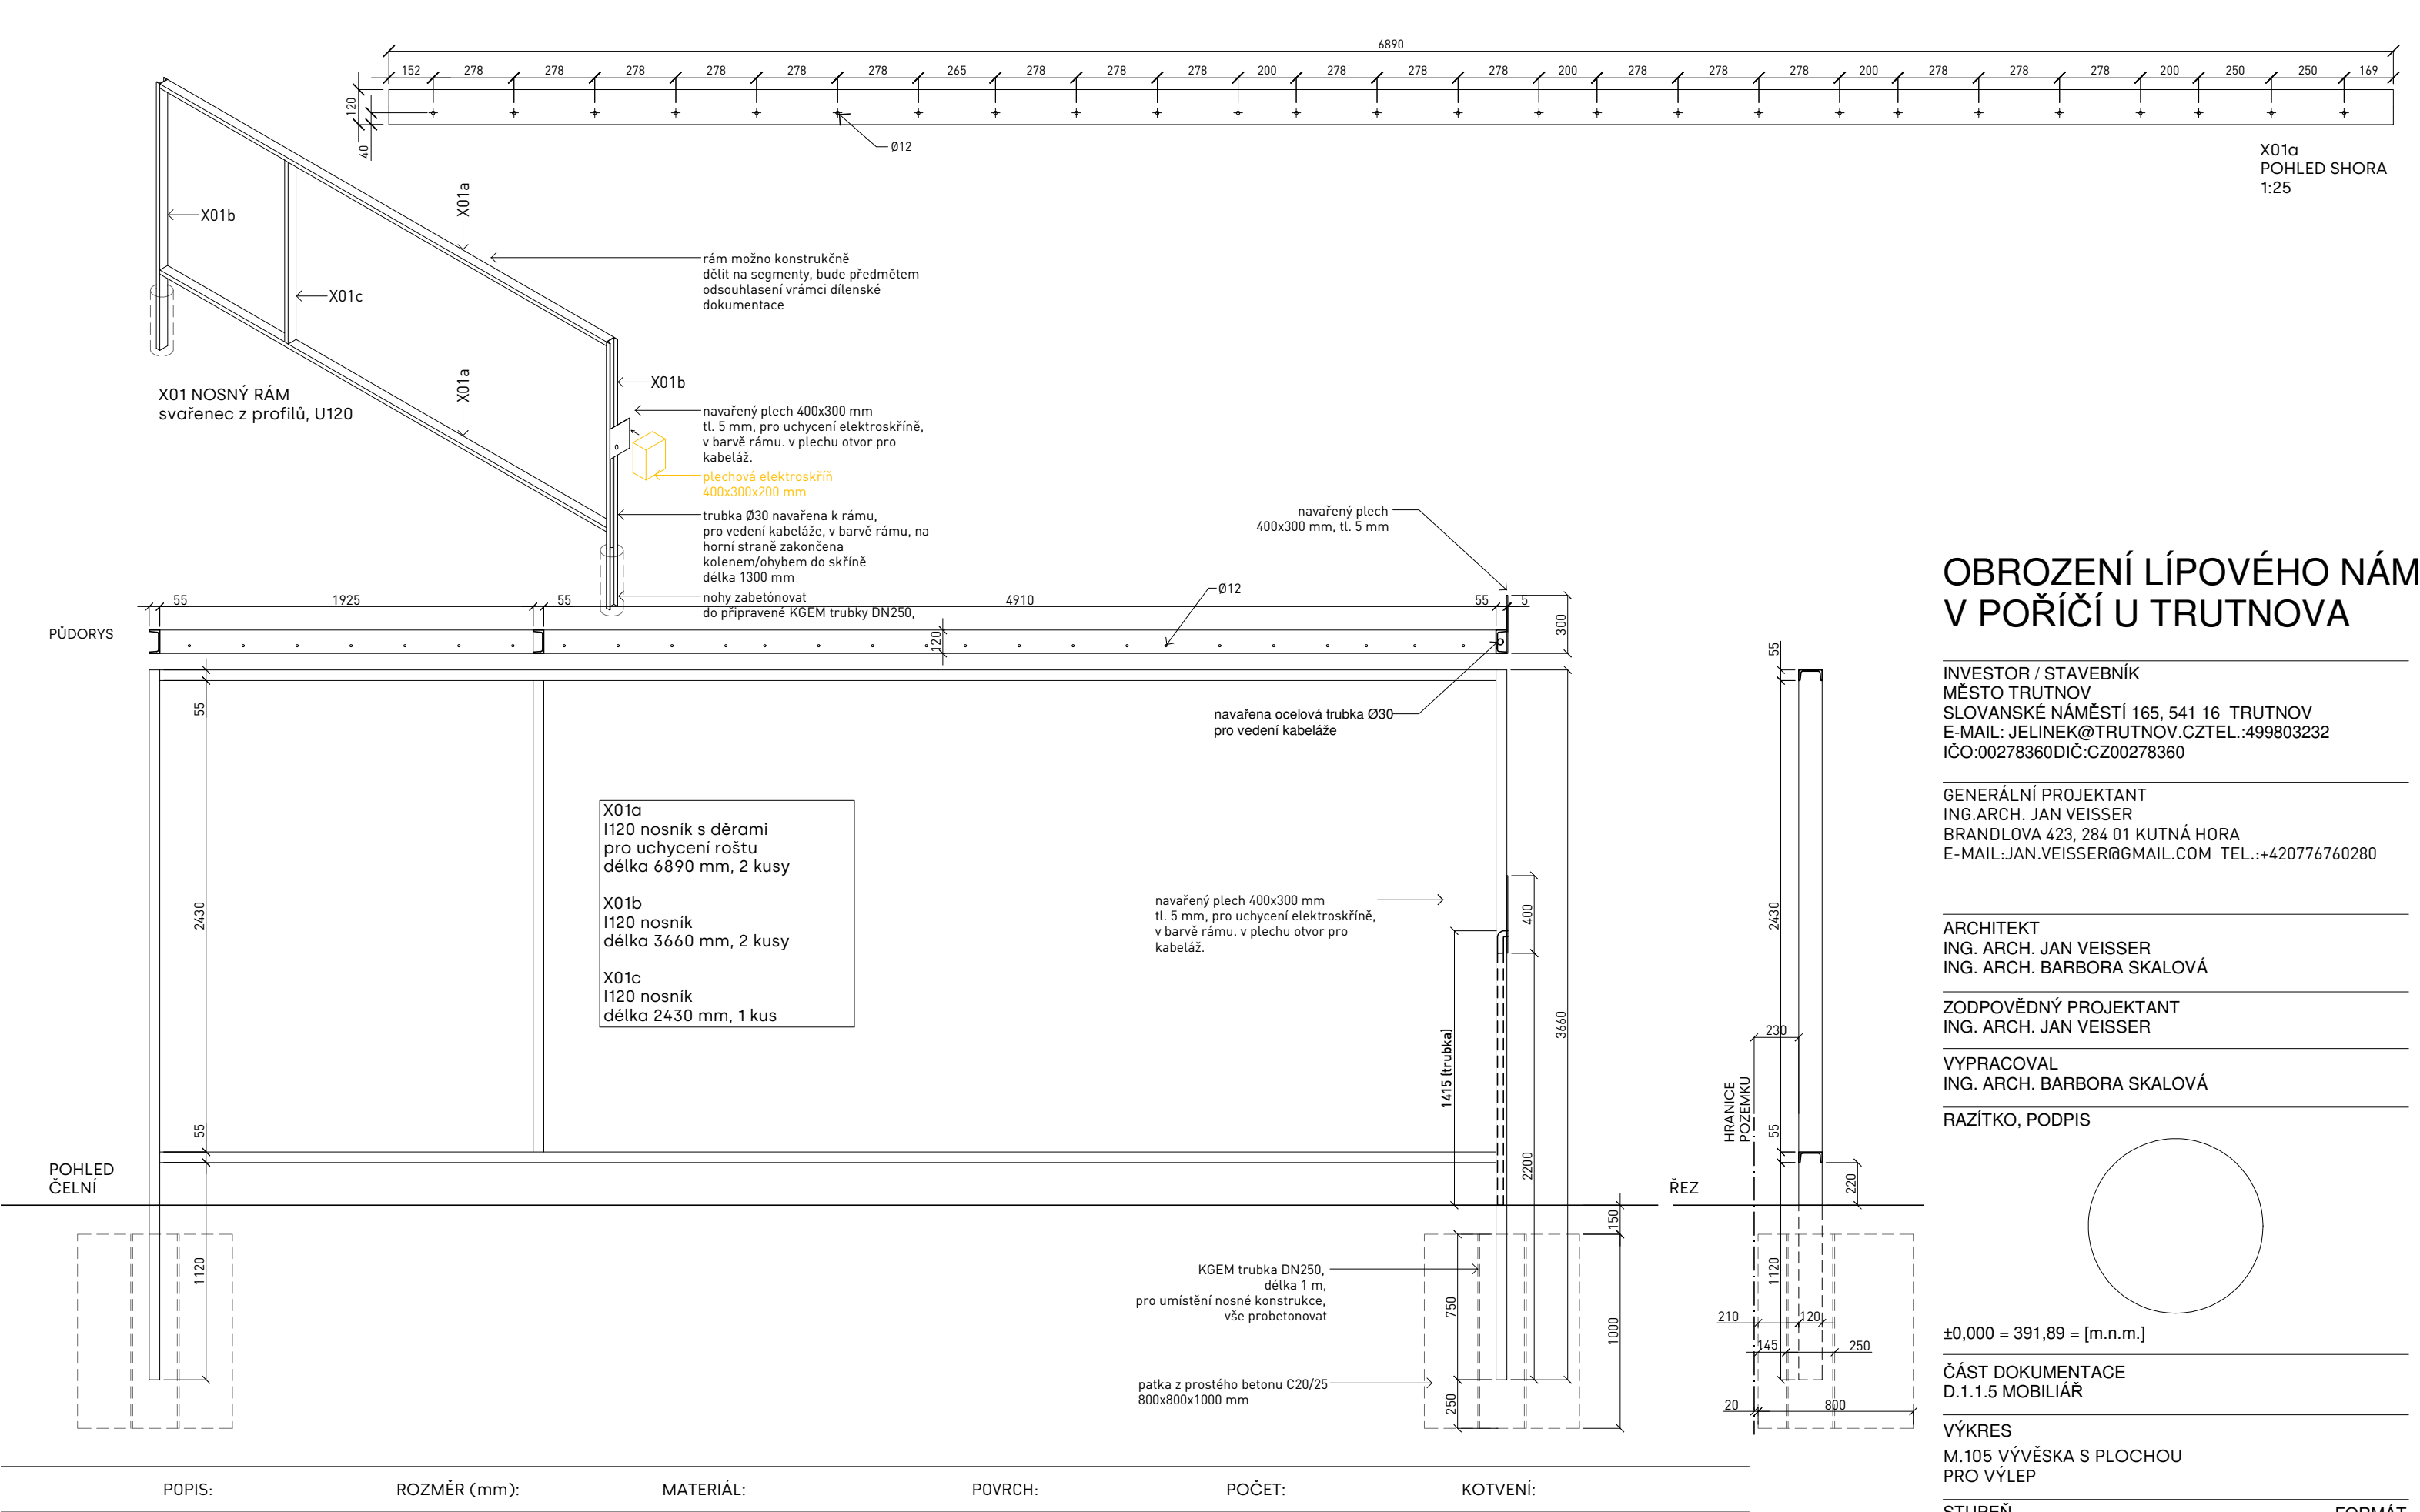 6890
152 278 278 278 278 278 278 265 278 278 278 200 278 278 278 200 278 278 278 200 278 278 278 200 250 250 169
120
40
Ø12
X01a
POHLED SHORA
1:25
X01b
X01a
X01c
X01a
X01b
rám možno konstrukčně
dělit na segmenty, bude předmětem
odsouhlasení vrámci dílenské
dokumentace
X01 NOSNÝ RÁM
svařenec z profilů, U120
navařený plech 400x300 mm
tl. 5 mm, pro uchycení elektroskříně,
v barvě rámu. v plechu otvor pro
kabeláž.
plechová elektroskříň
400x300x200 mm
trubka Ø30 navařena k rámu,
pro vedení kabeláže, v barvě rámu, na
horní straně zakončena
kolenem/ohybem do skříně
délka 1300 mm
nohy zabetónovat
do připravené KGEM trubky DN250,
navařený plech
400x300 mm, tl. 5 mm
Ø12
55 1925 55 4910 55 5
PŮDORYS
120
300
navařena ocelová trubka Ø30
pro vedení kabeláže
55
2430
55
1120
X01a
I120 nosník s děrami
pro uchycení roštu
délka 6890 mm, 2 kusy
X01b
I120 nosník
délka 3660 mm, 2 kusy
X01c
I120 nosník
délka 2430 mm, 1 kus
navařený plech 400x300 mm
tl. 5 mm, pro uchycení elektroskříně,
v barvě rámu. v plechu otvor pro
kabeláž.
400
1415 (trubka)
3660
2200
150
750
1000
250
POHLED
ČELNÍ
KGEM trubka DN250,
délka 1 m,
pro umístění nosné konstrukce,
vše probetonovat
patka z prostého betonu C20/25
800x800x1000 mm
ŘEZ
55
2430
230
HRANICE
POZEMKU
55
220
1120
210 120
145 250
20 800
OBROZENÍ LÍPOVÉHO NÁM
V POŘÍČÍ U TRUTNOVA
INVESTOR / STAVEBNÍK
MĚSTO TRUTNOV
SLOVANSKÉ NÁMĚSTÍ 165, 541 16 TRUTNOV
E-MAIL: JELINEK@TRUTNOV.CZTEL.:499803232
IČO:00278360DIČ:CZ00278360
GENERÁLNÍ PROJEKTANT
ING.ARCH. JAN VEISSER
BRANDLOVA 423, 284 01 KUTNÁ HORA
E-MAIL:JAN.VEISSER@GMAIL.COM TEL.:+420776760280
ARCHITEKT
ING. ARCH. JAN VEISSER
ING. ARCH. BARBORA SKALOVÁ
ZODPOVĚDNÝ PROJEKTANT
ING. ARCH. JAN VEISSER
VYPRACOVAL
ING. ARCH. BARBORA SKALOVÁ
RAZÍTKO, PODPIS
±0,000 = 391,89 = [m.n.m.]
ČÁST DOKUMENTACE
D.1.1.5 MOBILIÁŘ
VÝKRES
M.105 VÝVĚSKA S PLOCHOU
PRO VÝLEP
STUPEŇ FORMÁT
POPIS: ROZMĚR (mm): MATERIÁL: POVRCH: POČET: KOTVENÍ: